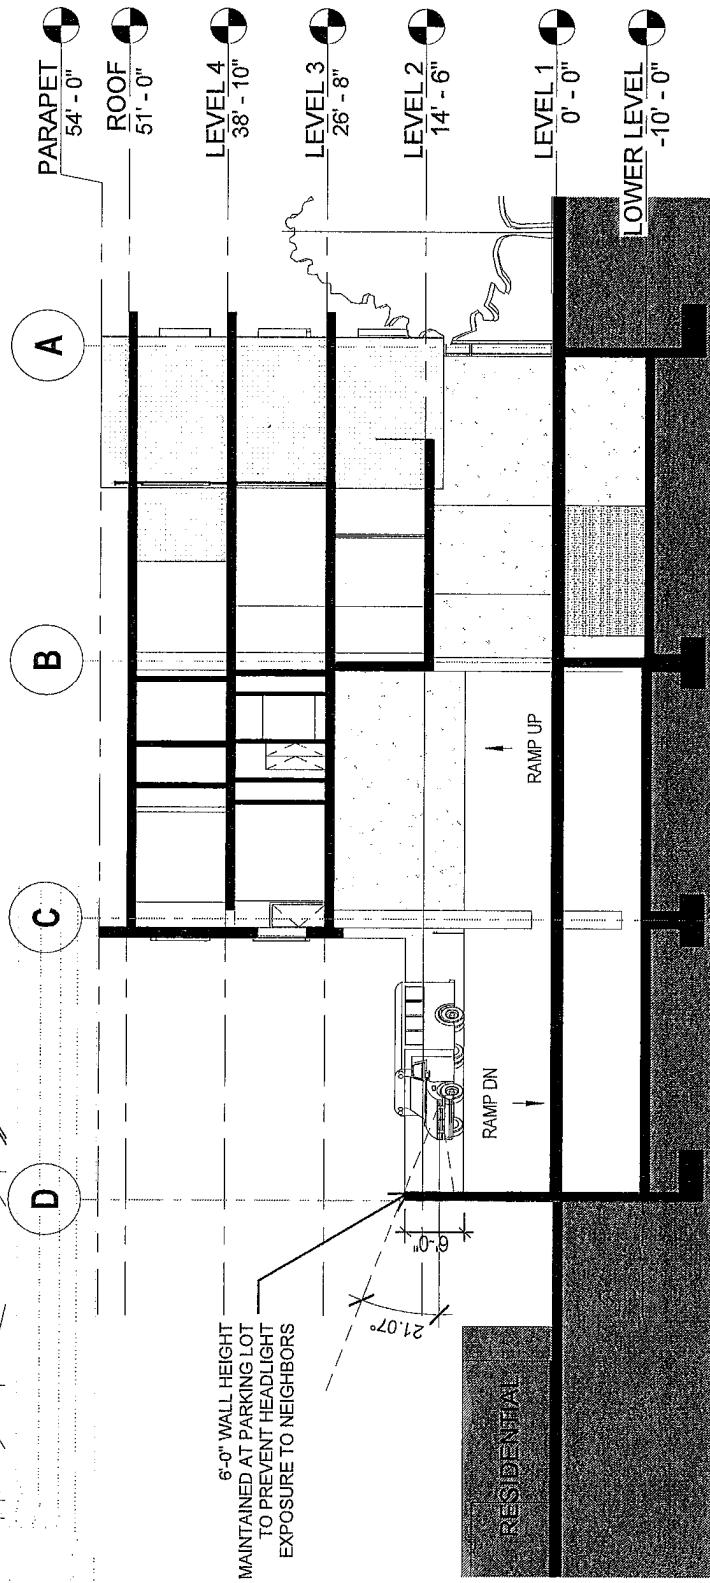 D
C
B
A
PARAPET
54' - 0"
ROOF
51' - 0"
LEVEL 4
38' - 10"
LEVEL 3
26' - 8"
LEVEL 2
14' - 6"
LEVEL 1
0' - 0"
LOWER LEVEL
-10' - 0"
6'-0" WALL HEIGHT
MAINTAINED AT PARKING LOT
TO PREVENT HEADLIGHT
EXPOSURE TO NEIGHBORS
21.07°
6'-0"
RAMP DN
RAMP UP
RESIDENTIAL